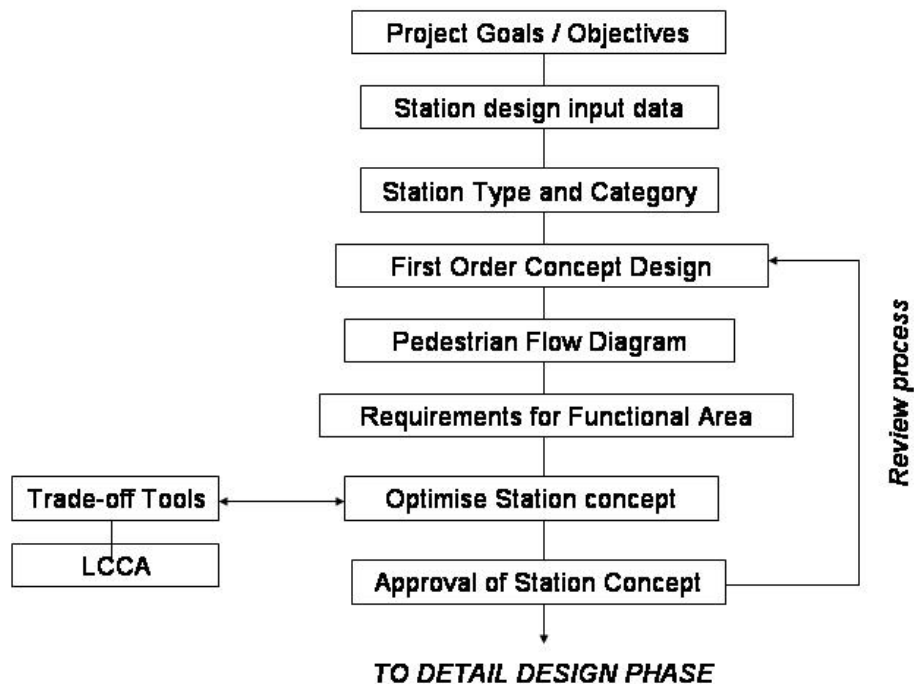 Project Goals / Objectives
Station design input data
Station Type and Category
First Order Concept Design
Pedestrian Flow Diagram
Requirements for Functional Area
Review process
Trade-off Tools
Optimise Station concept
LCCA
Approval of Station Concept
TO DETAIL DESIGN PHASE